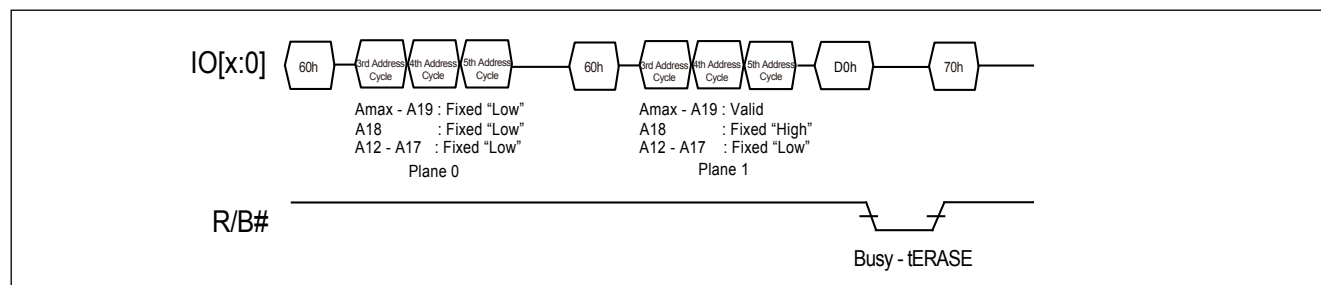 IO[x:0]
60h
3rd Address Cycle
4th Address Cycle
5th Address Cycle
60h
3rd Address Cycle
4th Address Cycle
5th Address Cycle
D0h
70h
Amax - A19 : Fixed “Low”
A18 : Fixed “Low”
A12 - A17 : Fixed “Low”
Plane 0
Amax - A19 : Valid
A18 : Fixed “High”
A12 - A17 : Fixed “Low”
Plane 1
R/B#
Busy - tERASE